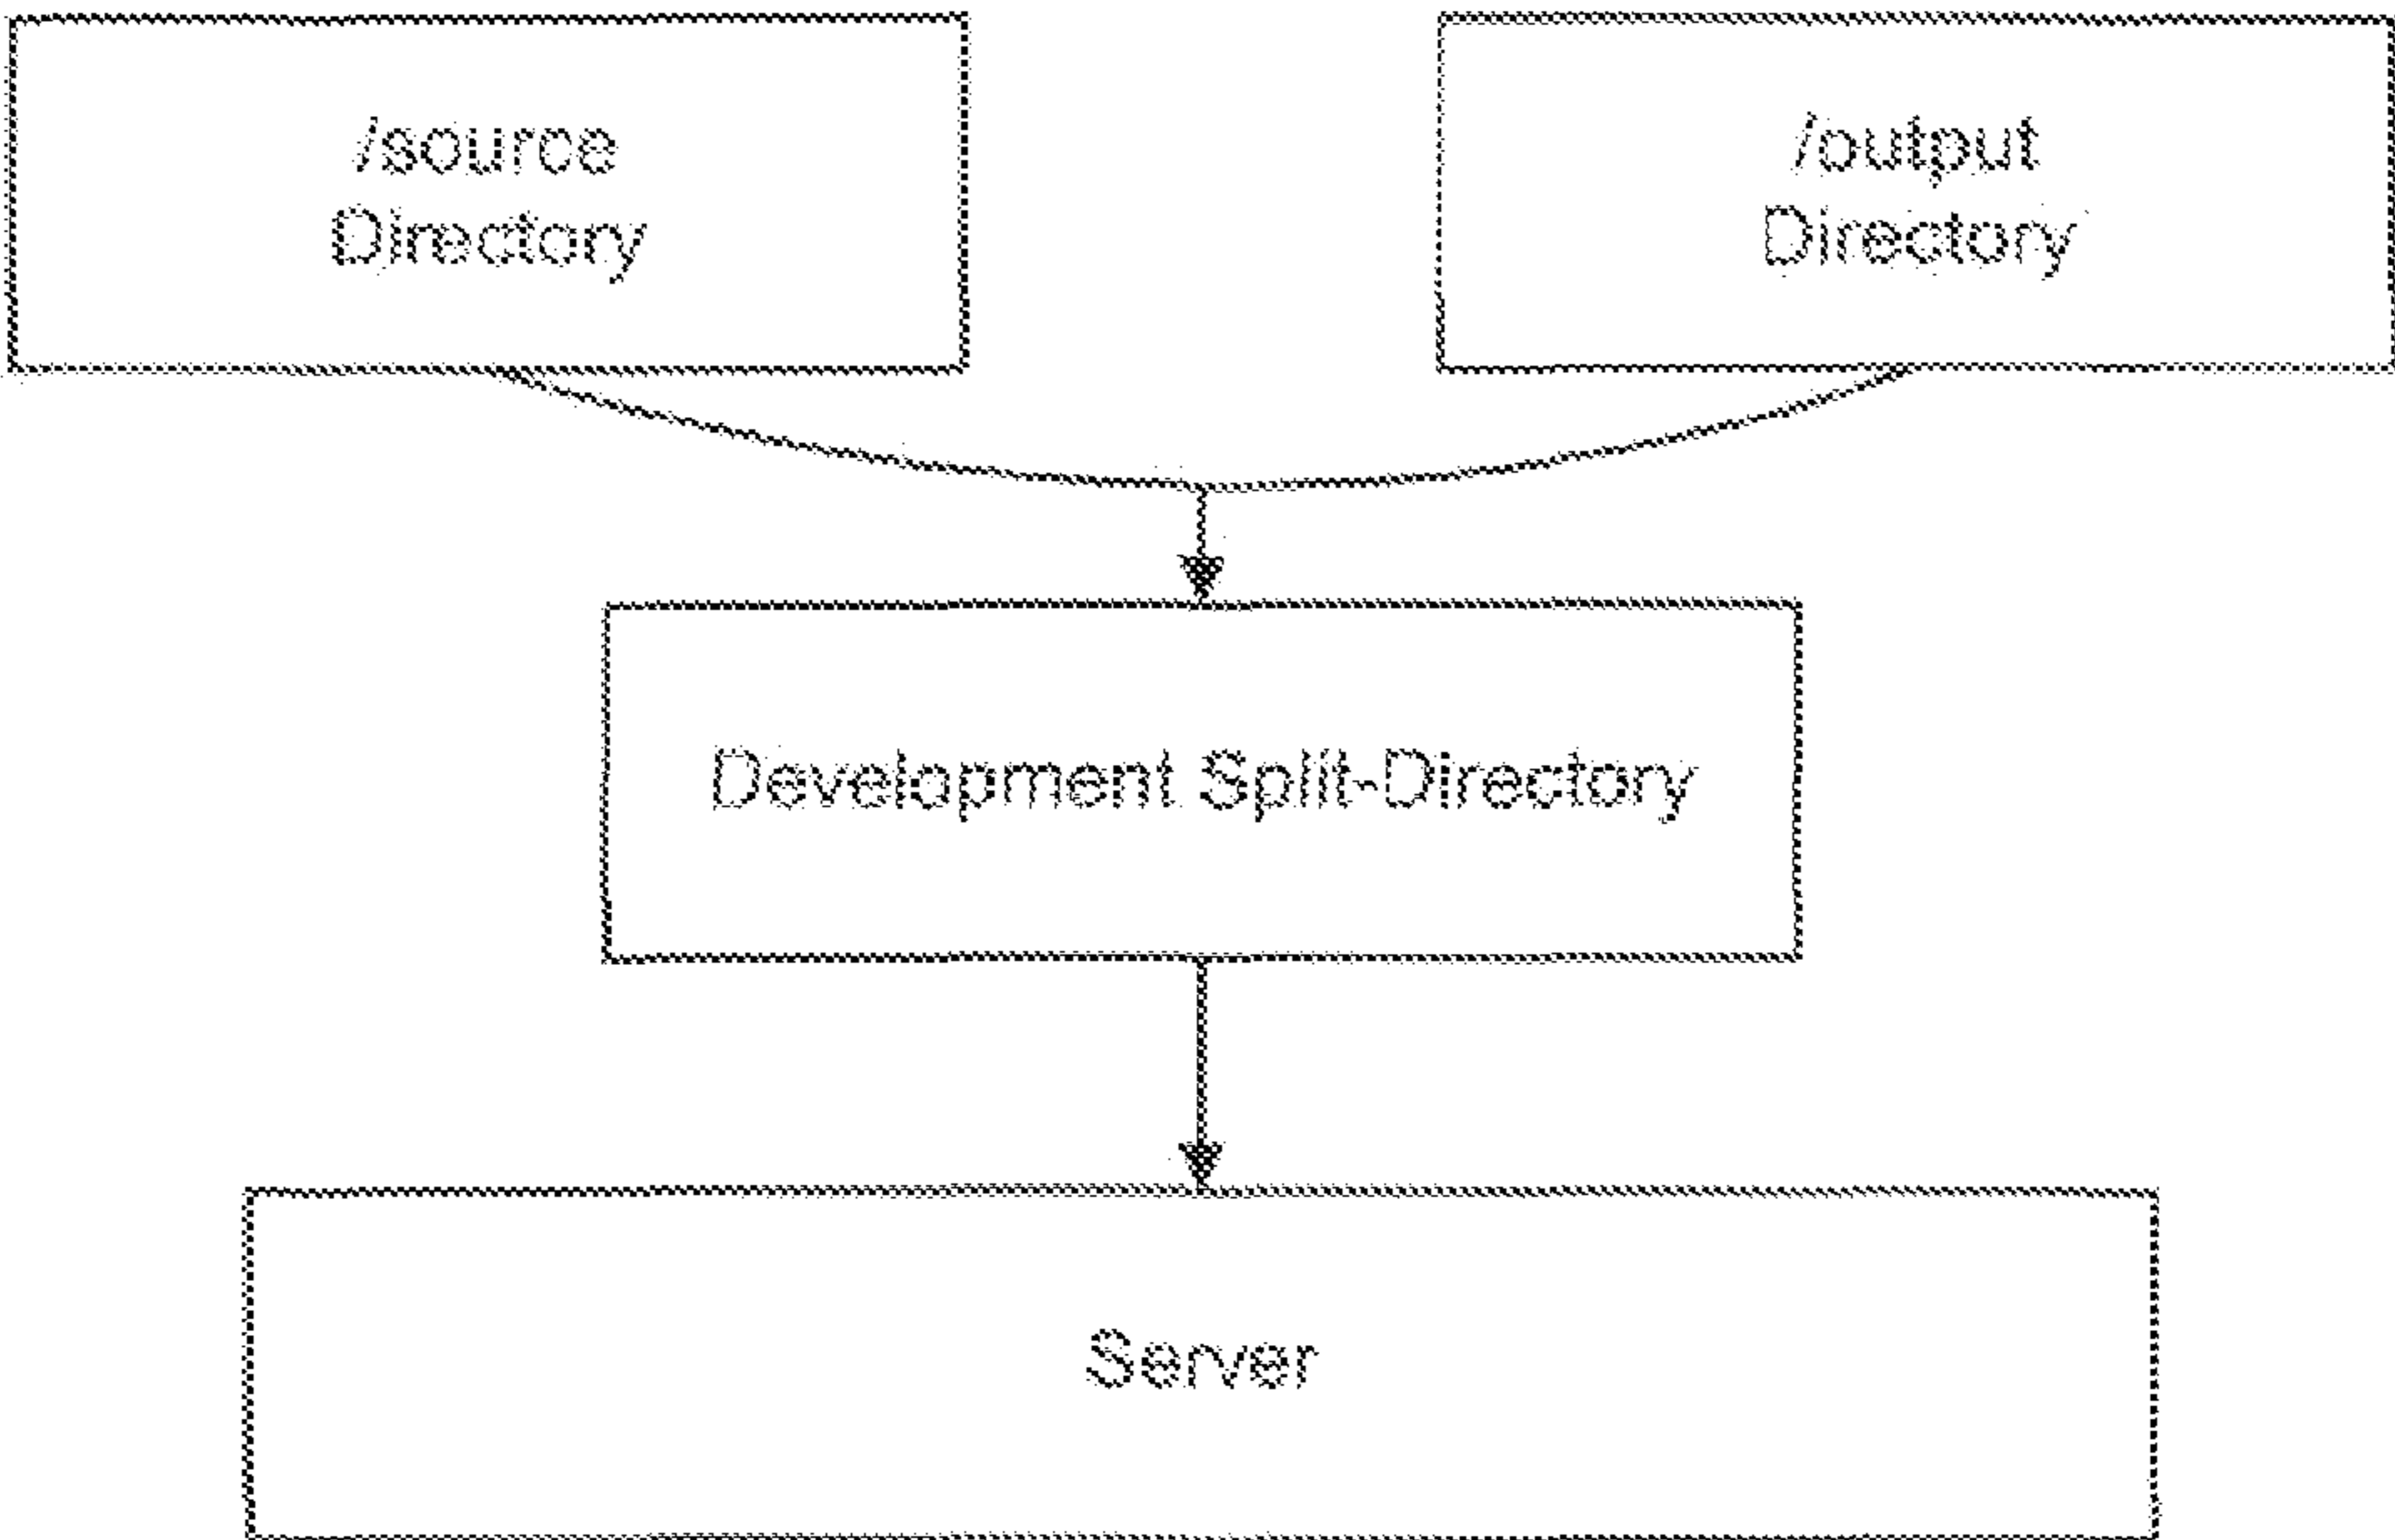 /source
Directory
/output
Directory
Development Split-Directory
Server